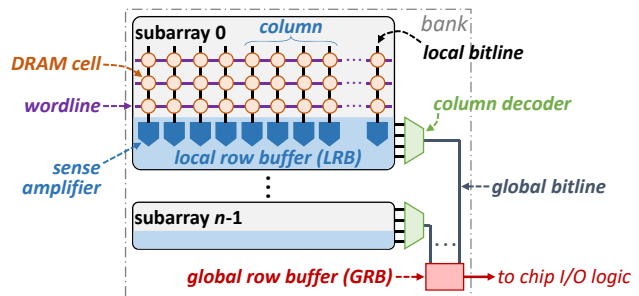 bank
subarray 0
column
local bitline
DRAM cell
wordline
column decoder
local row buffer (LRB)
sense
amplifier
global bitline
subarray n-1
global row buffer (GRB)
to chip I/O logic